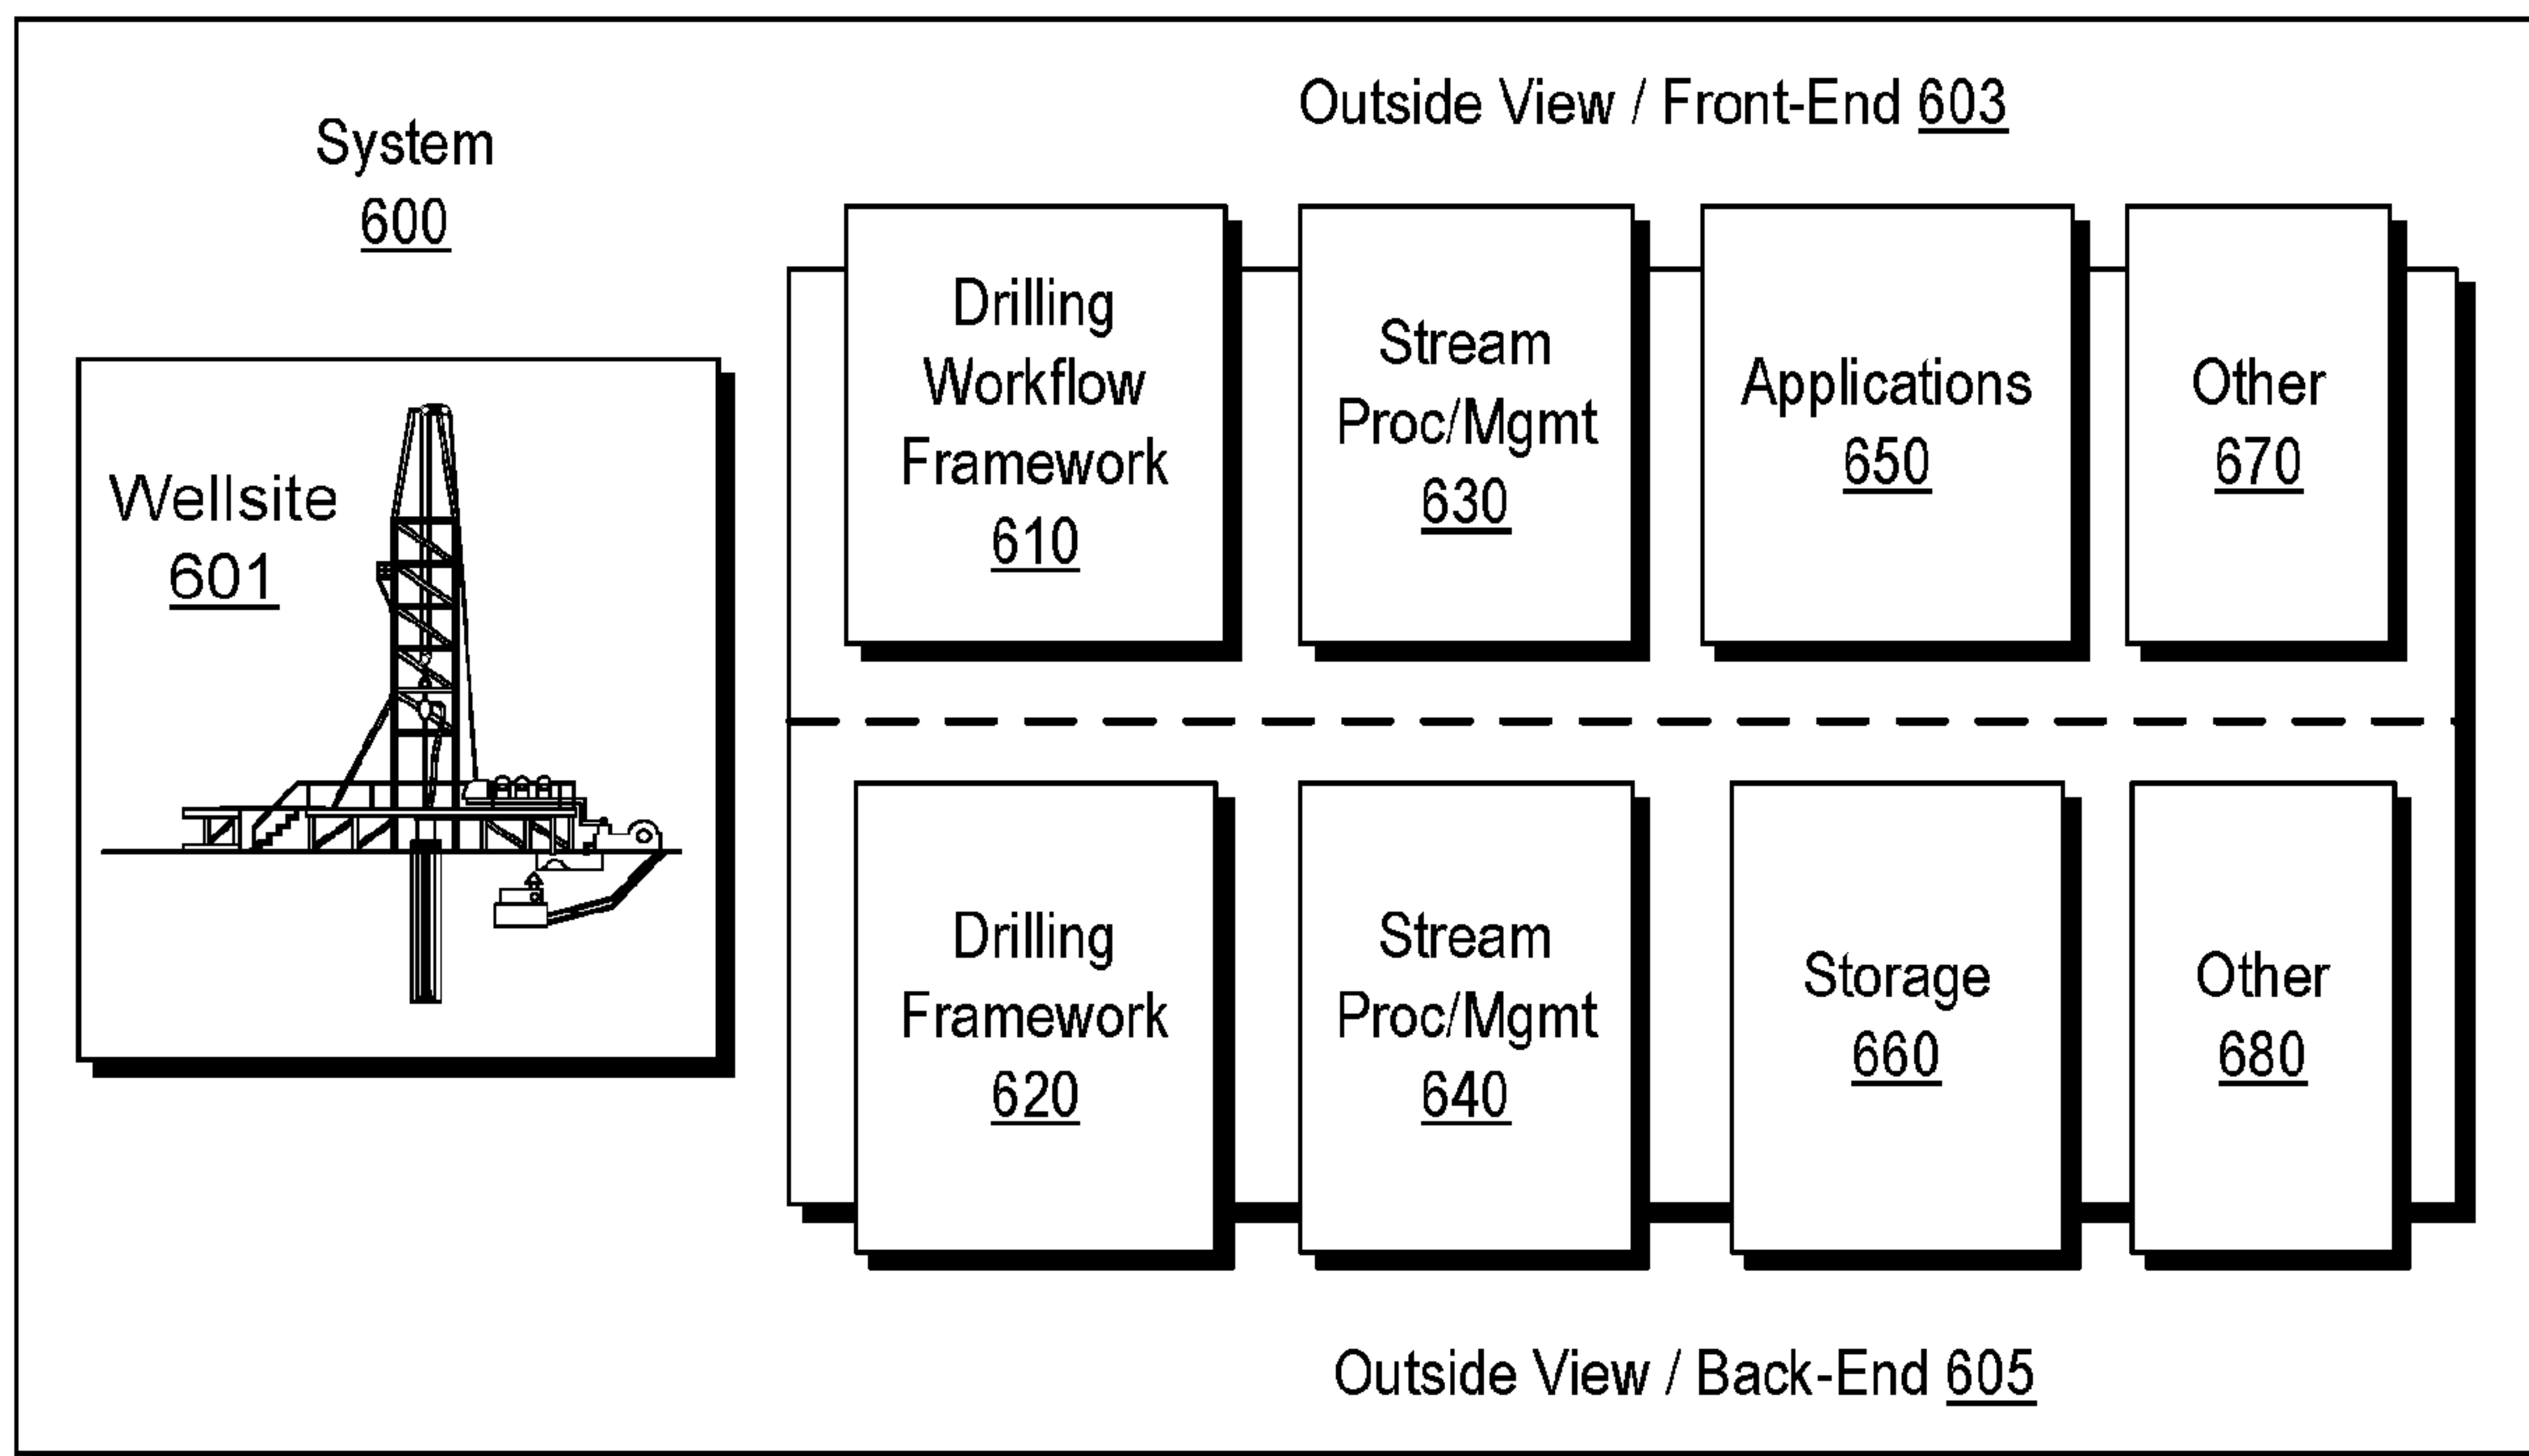 System
600
Outside View / Front-End 603
Wellsite
601
Drilling
Workflow
Framework
610
Stream
Proc/Mgmt
630
Applications
650
Other
670
Drilling
Framework
620
Stream
Proc/Mgmt
640
Storage
660
Other
680
Outside View / Back-End 605